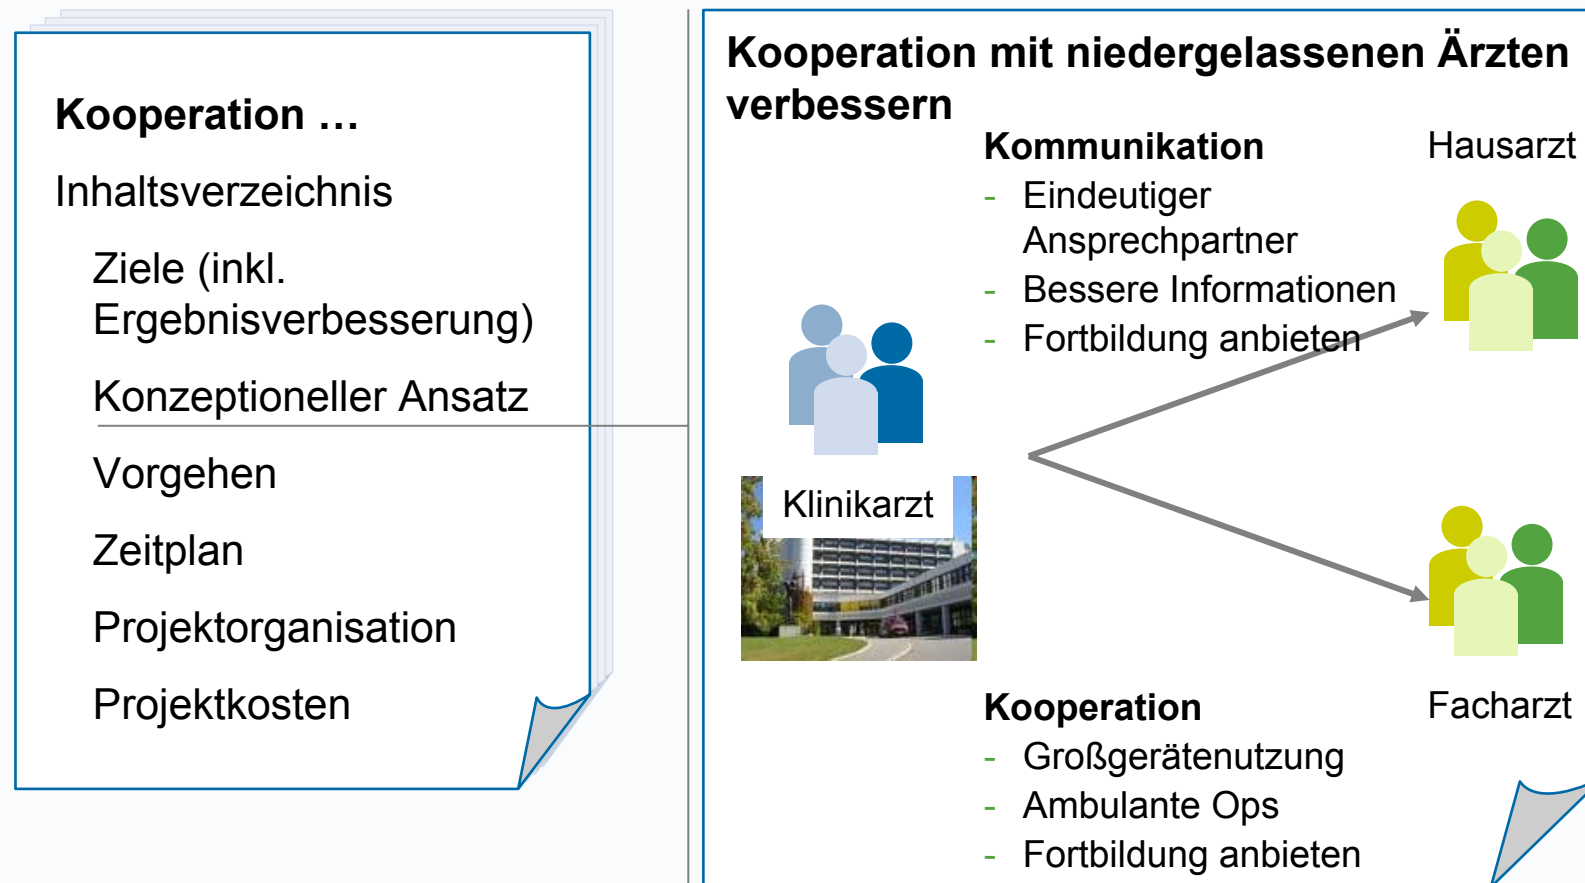 Kooperation …
Inhaltsverzeichnis
Ziele (inkl.
Ergebnisverbesserung)
Konzeptioneller Ansatz
Vorgehen
Zeitplan
Projektorganisation
Projektkosten
Kooperation mit niedergelassenen Ärzten
verbessern
Kommunikation
- Eindeutiger
Ansprechpartner
- Bessere Informationen
- Fortbildung anbieten
Hausarzt
Klinikarzt
Kooperation
- Großgerätenutzung
- Ambulante Ops
- Fortbildung anbieten
Facharzt